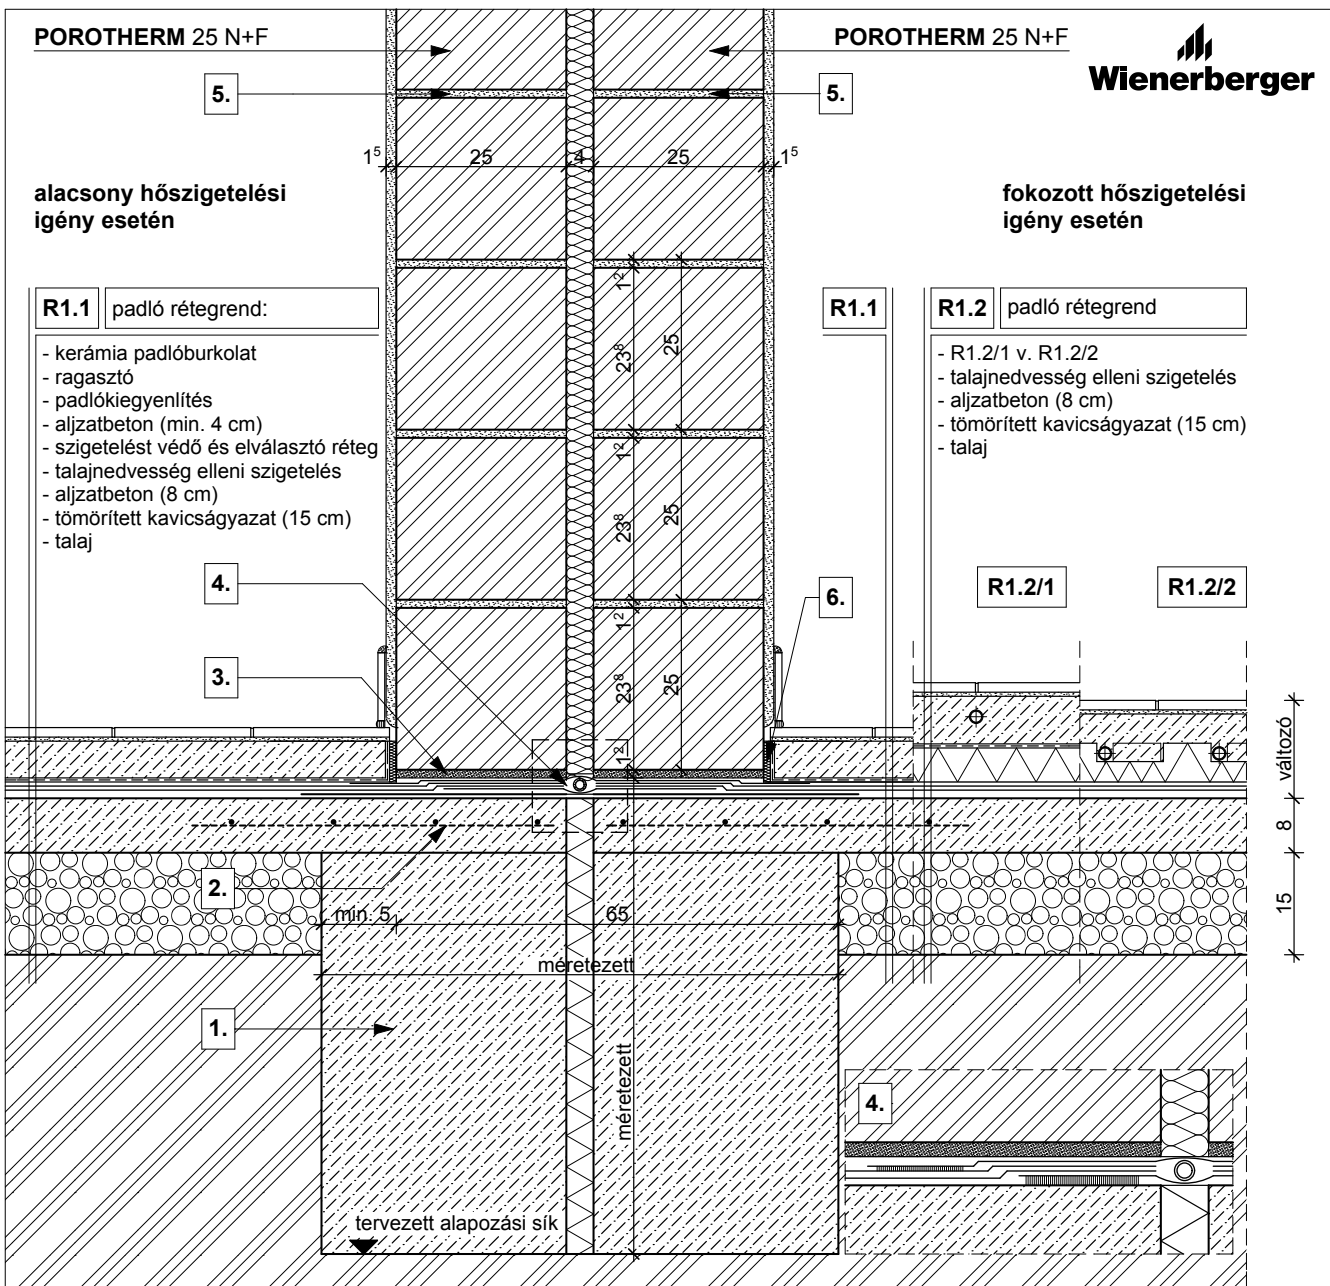 POROTHERM 25 N+F
POROTHERM 25 N+F
Wienerberger
5.
5.
1⁵
25
4
25
1⁵
alacsony hőszigetelési
igény esetén
fokozott hőszigetelési
igény esetén
R1.1 padló rétegrend:
- kerámia padlóburkolat
- ragasztó
- padlókiegyenlítés
- aljzatbeton (min. 4 cm)
- szigetelést védő és elválasztó réteg
- talajnedvesség elleni szigetelés
- aljzatbeton (8 cm)
- tömörített kavicságyazat (15 cm)
- talaj
R1.1
R1.2 padló rétegrend
- R1.2/1 v. R1.2/2
- talajnedvesség elleni szigetelés
- aljzatbeton (8 cm)
- tömörített kavicságyazat (15 cm)
- talaj
1²
23⁸
25
1²
23⁸
25
1²
23⁸
25
1²
4.
3.
6.
R1.2/1
R1.2/2
változó
8
15
2.
min. 5
65
méretezett
1.
méretezett
4.
tervezett alapozási sík